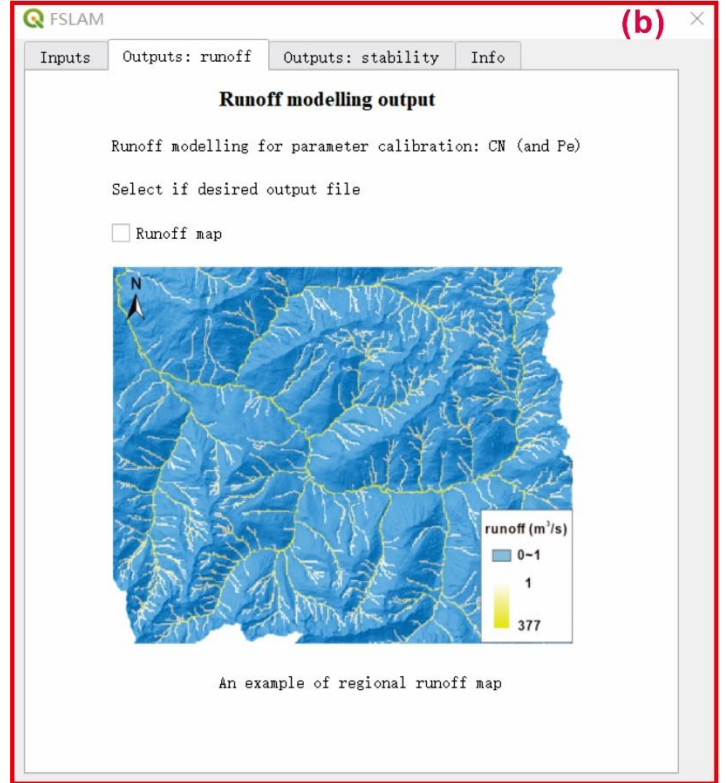 FSLAM
(b)
Inputs Outputs: runoff Outputs: stability Info
Runoff modelling output
Runoff modelling for parameter calibration: CN (and Pe)
Select if desired output file
Runoff map
N
runoff (m³/s)
0~1
1
377
An example of regional runoff map